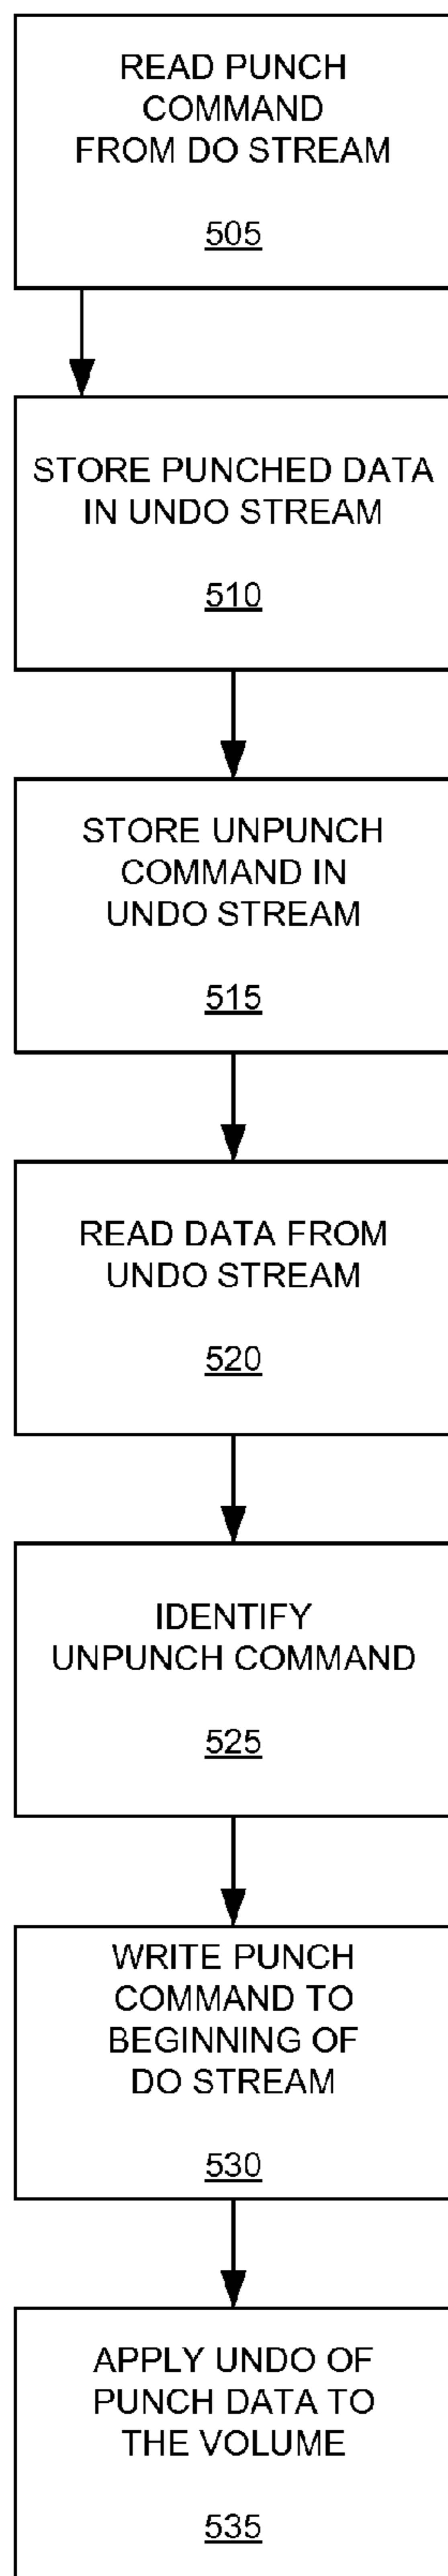 READ PUNCH
COMMAND
FROM DO STREAM
505
STORE PUNCHED DATA
IN UNDO STREAM
510
STORE UNPUNCH
COMMAND IN
UNDO STREAM
515
READ DATA FROM
UNDO STREAM
520
IDENTIFY
UNPUNCH COMMAND
525
WRITE PUNCH
COMMAND TO
BEGINNING OF
DO STREAM
530
APPLY UNDO OF
PUNCH DATA TO
THE VOLUME
535